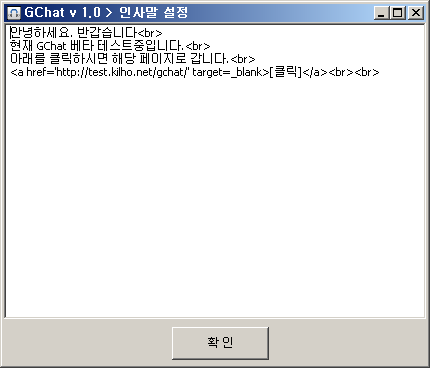 GChat v 1.0 > 인사말 설정
안녕하세요. 반갑습니다<br>
현재 GChat 베타 테스트중입니다.<br>
아래를 클릭하시면 해당 페이지로 갑니다.<br>
<a href="http://test.kilho.net/gchat/" target=_blank>[클릭]</a><br><br>
확 인